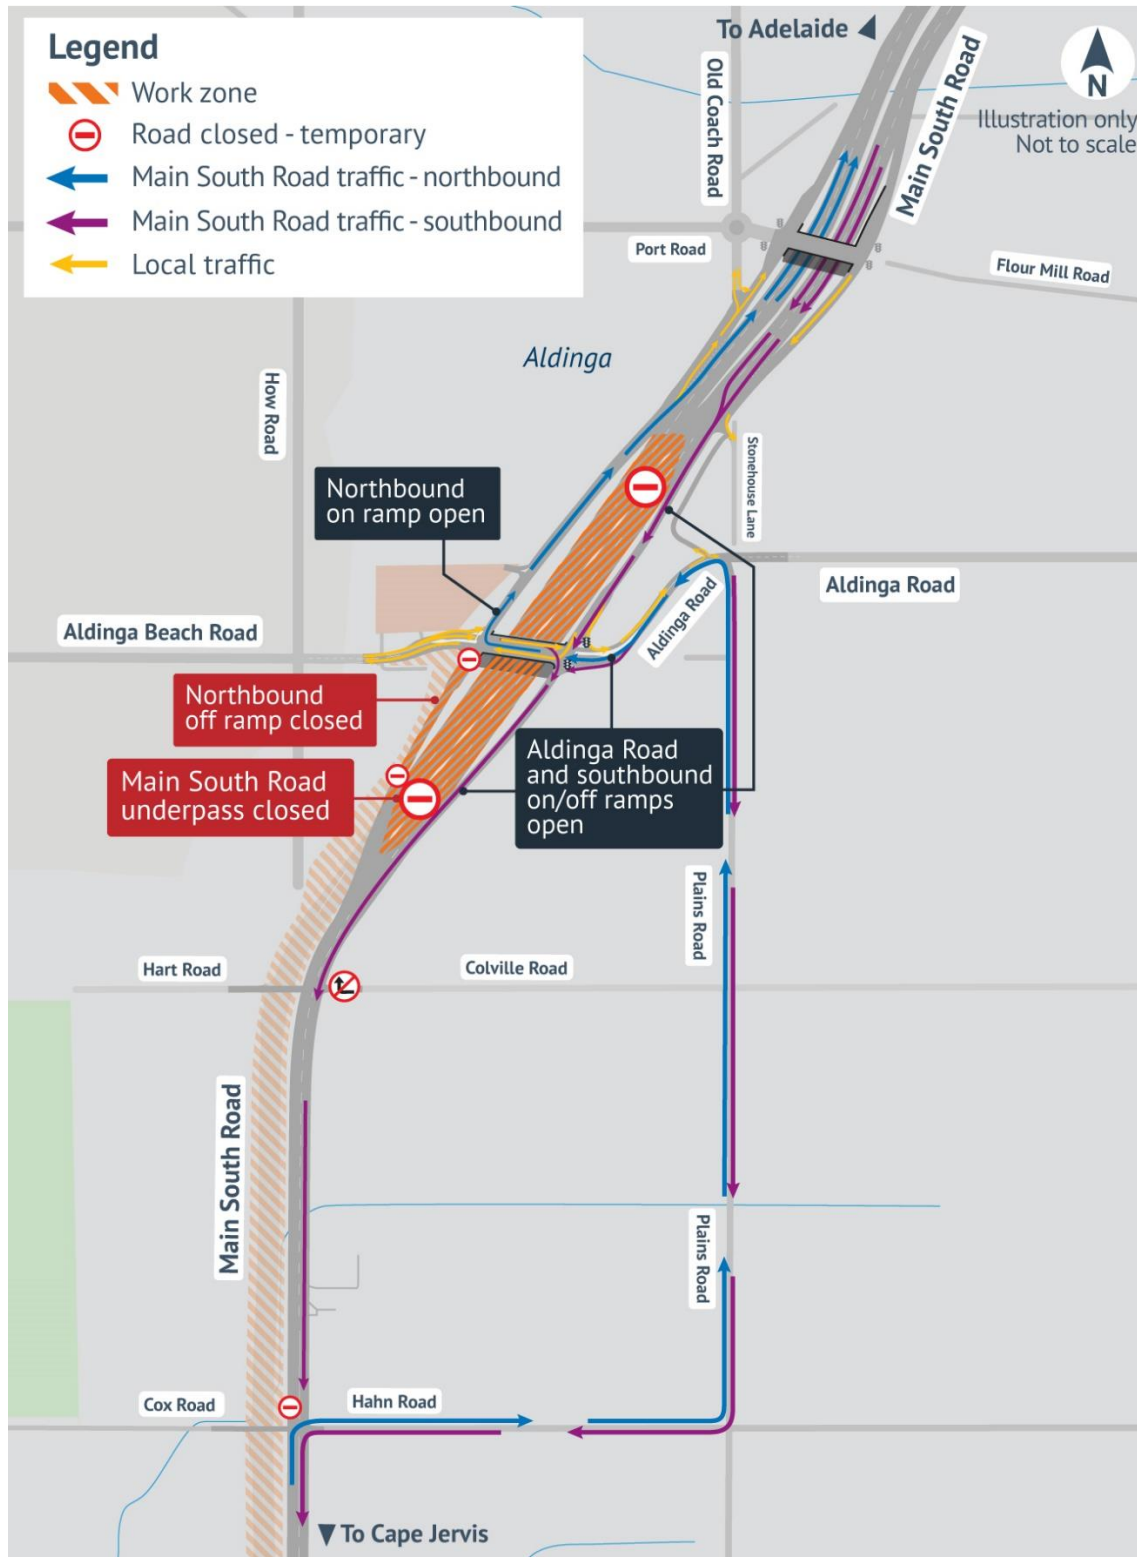 To Adelaide
N
Illustration only
Not to scale
Legend
Work zone
Road closed - temporary
Main South Road traffic - northbound
Main South Road traffic - southbound
Local traffic
Old Coach Road
Main South Road
Port Road
Flour Mill Road
Aldinga
How Road
Stonehouse Lane
Northbound
on ramp open
Aldinga Road
Aldinga Road
Aldinga Beach Road
Northbound
off ramp closed
Main South Road
underpass closed
Aldinga Road
and southbound
on/off ramps
open
Plains Road
Hart Road
Colville Road
Main South Road
Plains Road
Cox Road
Hahn Road
To Cape Jervis